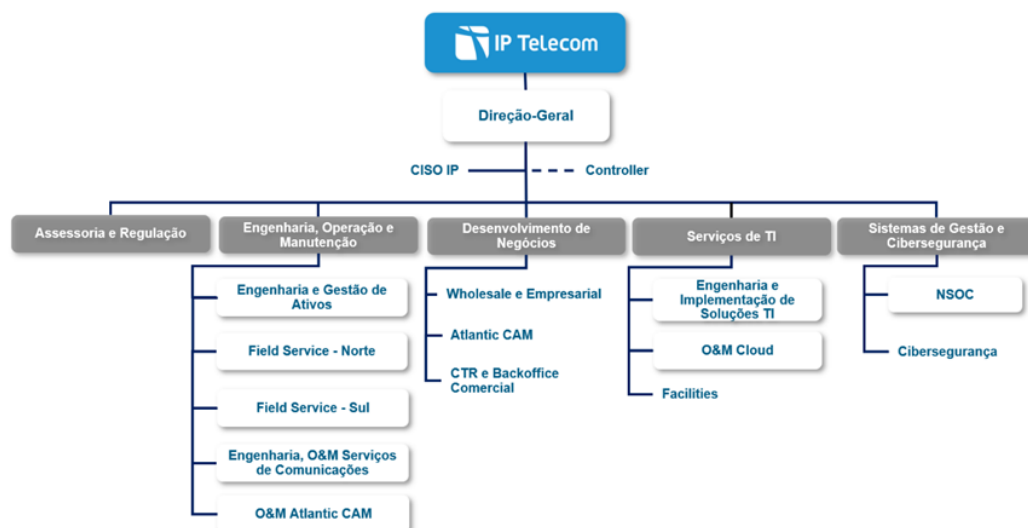 IP Telecom
Direção-Geral
CISO IP
Controller
Assessoria e Regulação
Engenharia, Operação e
Manutenção
Desenvolvimento de
Negócios
Serviços de TI
Sistemas de Gestão e
Cibersegurança
Engenharia e Gestão de
Ativos
Field Service - Norte
Field Service - Sul
Engenharia, O&M Serviços
de Comunicações
O&M Atlantic CAM
Wholesale e Empresarial
Atlantic CAM
CTR e Backoffice
Comercial
Engenharia e
Implementação de
Soluções TI
O&M Cloud
Facilities
NSOC
Cibersegurança